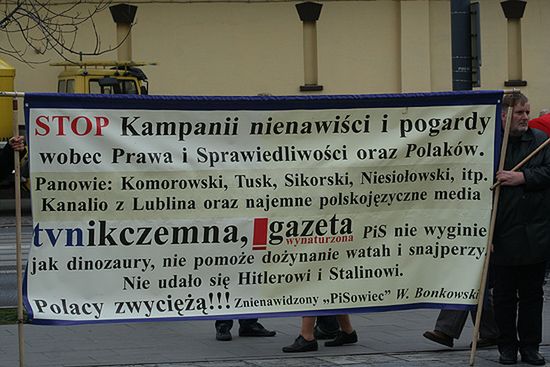 STOP Kampanii nienawiści i pogardy
wobec Prawa i Sprawiedliwości oraz Polaków.
Panowie: Komorowski, Tusk, Sikorski, Niesiołowski, itp.
Kanalio z Lublina oraz najemne polskojęzyczne media
tvnikczemna, gazeta wynaturzona PiS nie wyginie
jak dinozaury, nie pomoże dożynanie watah i snajperzy.
Nie udało się Hitlerowi i Stalinowi.
Polacy zwyciężą!!! Znienawidzony „PiSowiec" W. Bonkowski